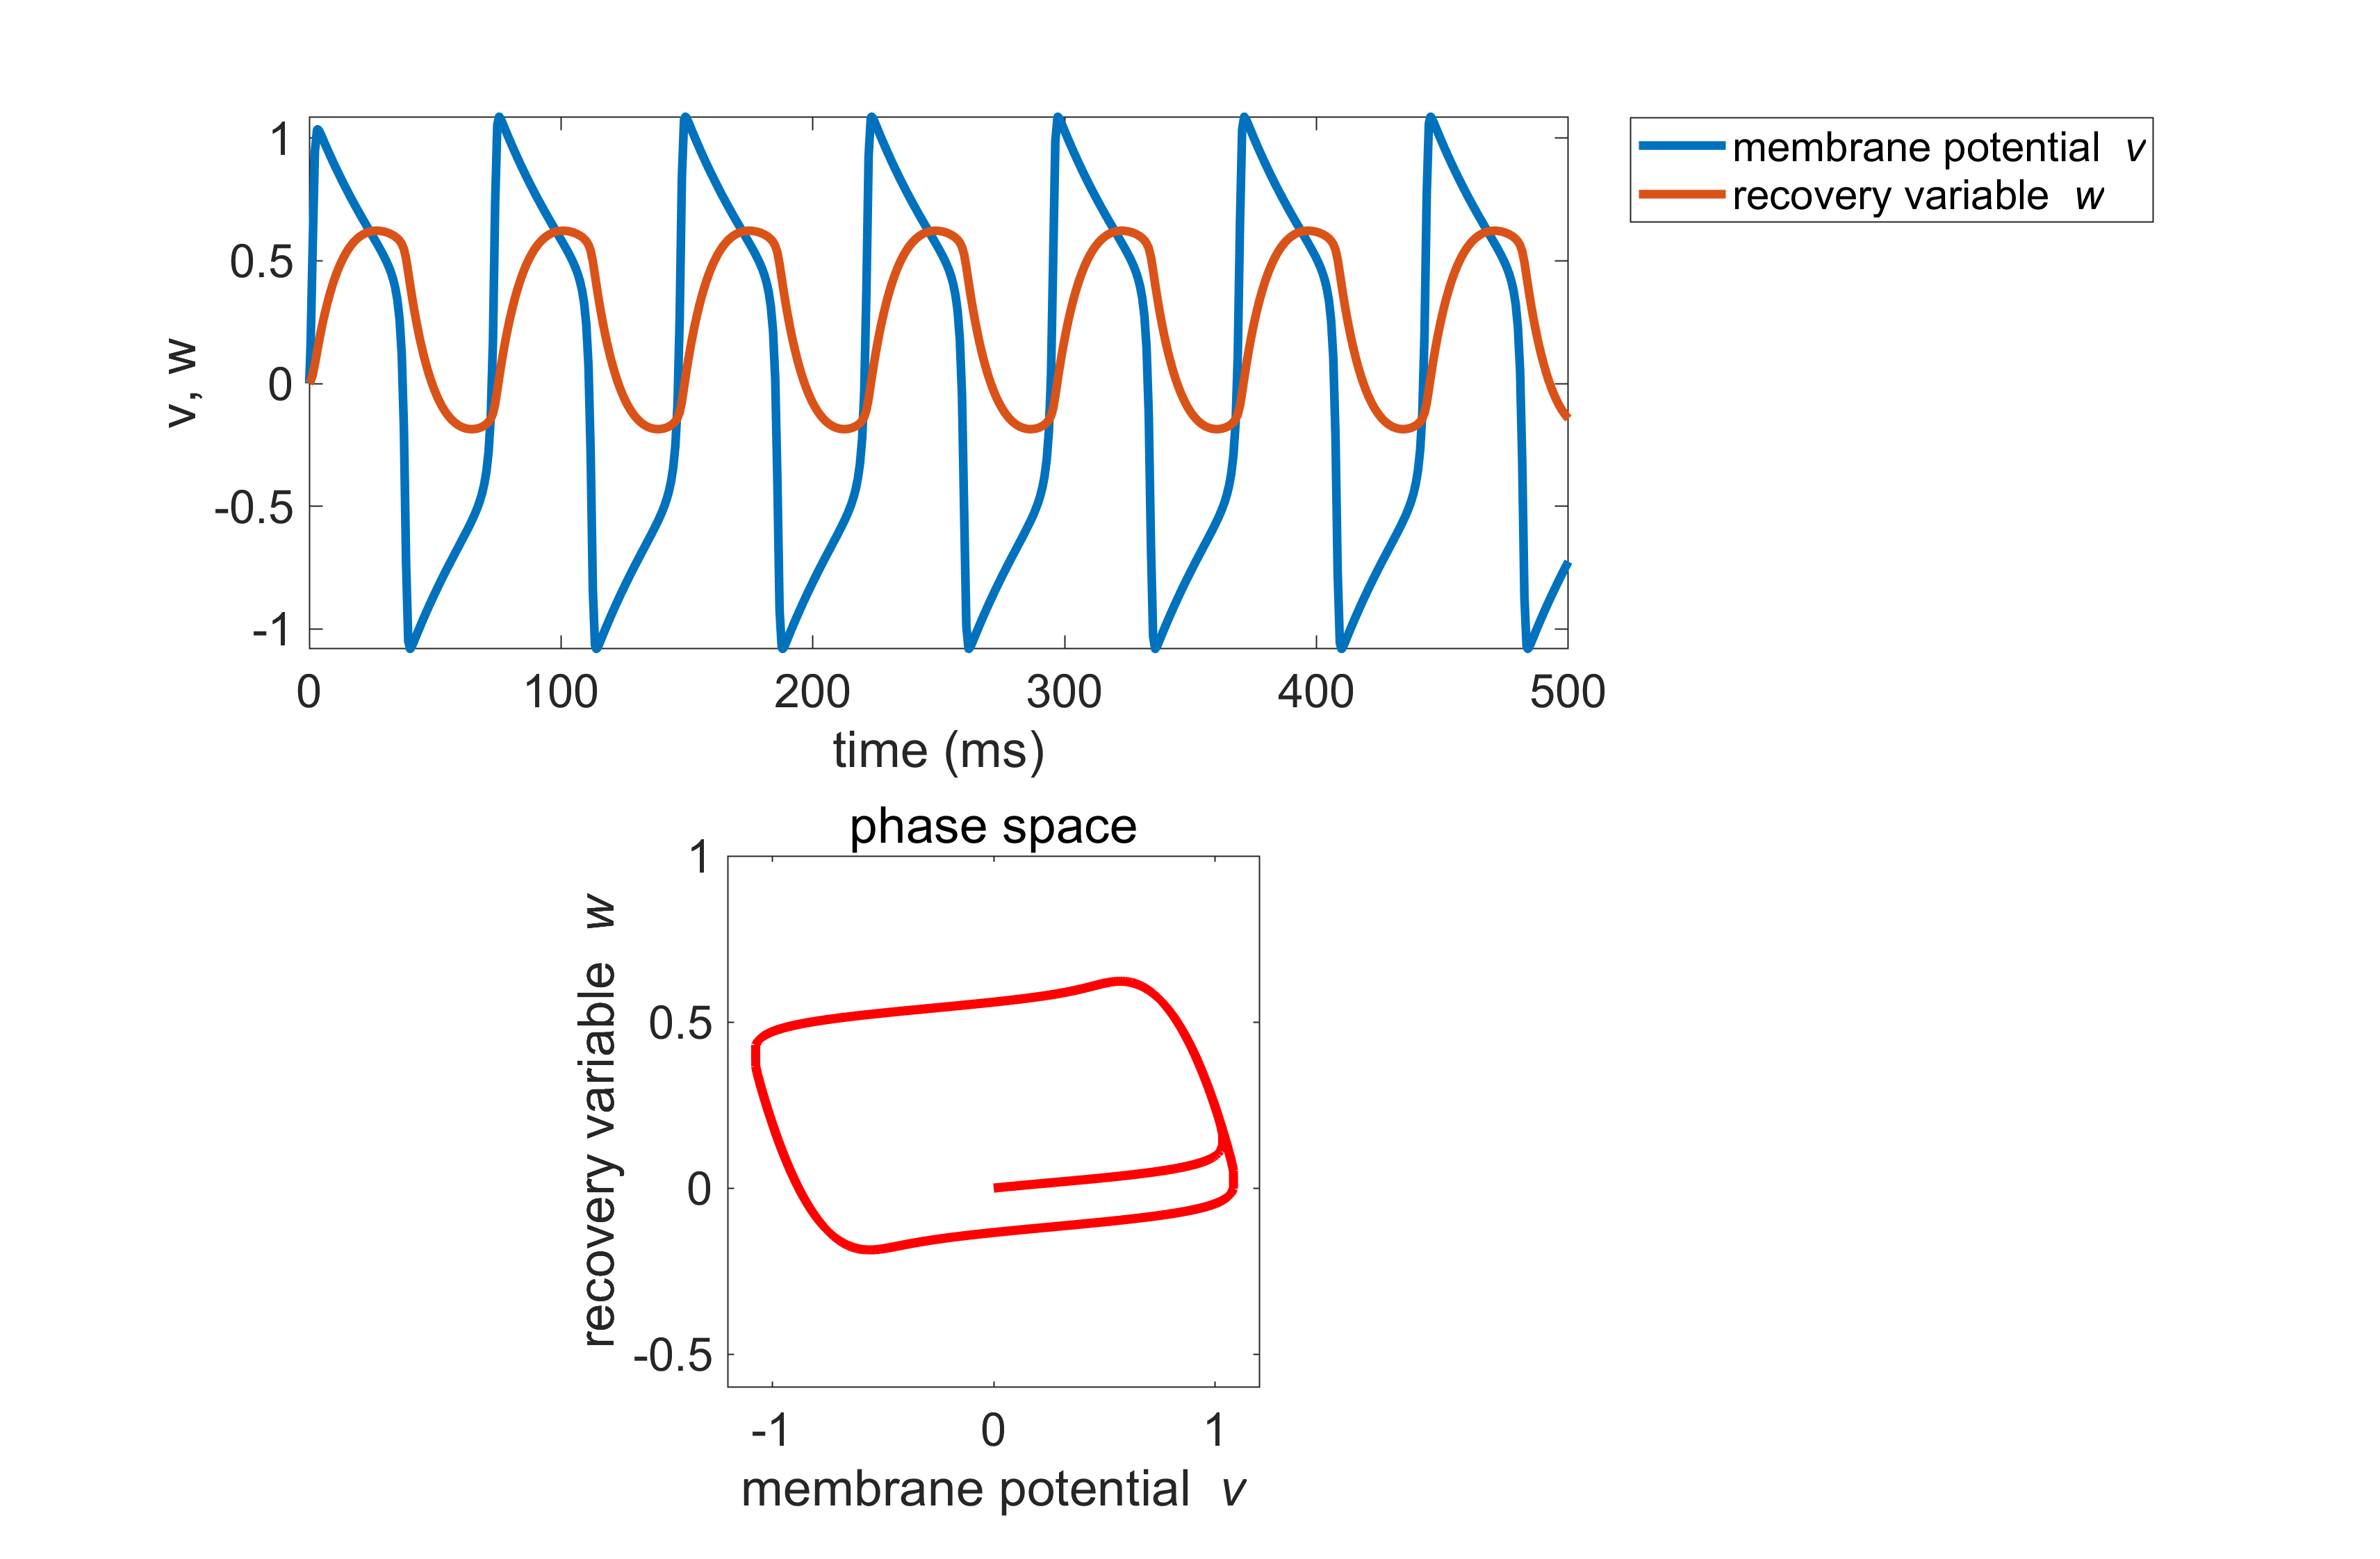 1
0.5
0
-0.5
-1
v, w
0
100
200
300
400
500
time (ms)
membrane potential v
recovery variable w
phase space
1
0.5
0
-0.5
recovery variable w
-1
0
1
membrane potential v